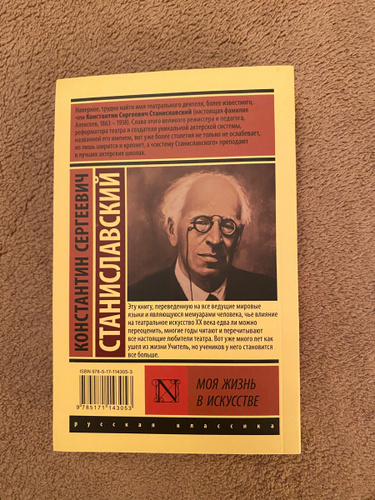 Наверное, трудно найти имя театрального деятеля, более известного,
чем Константин Сергеевич Станиславский (настоящая фамилия
Алексеев, 1863 – 1938). Слава этого великого режиссера и педагога,
реформатора театра и создателя уникальной актерской системы,
названной его именем, вот уже более столетия не только не ослабевает,
но лишь ширится и крепнет, а «систему Станиславского» преподают
в лучших актерских школах.
КОНСТАНТИН СЕРГЕЕВИЧ
СТАНИСЛАВСКИЙ
Эту книгу, переведенную на все ведущие мировые
языки и являющуюся мемуарами человека, чье влияние
на театральное искусство XX века едва ли можно
переоценить, многие годы читают и перечитывают
все настоящие любители театра. Вот уже много лет как
ушел из жизни Учитель, но учеников у него становится
все больше.
ISBN 978-5-17-114305-3
9 785171 143053
N
МОЯ ЖИЗНЬ
В ИСКУССТВЕ
русская классика